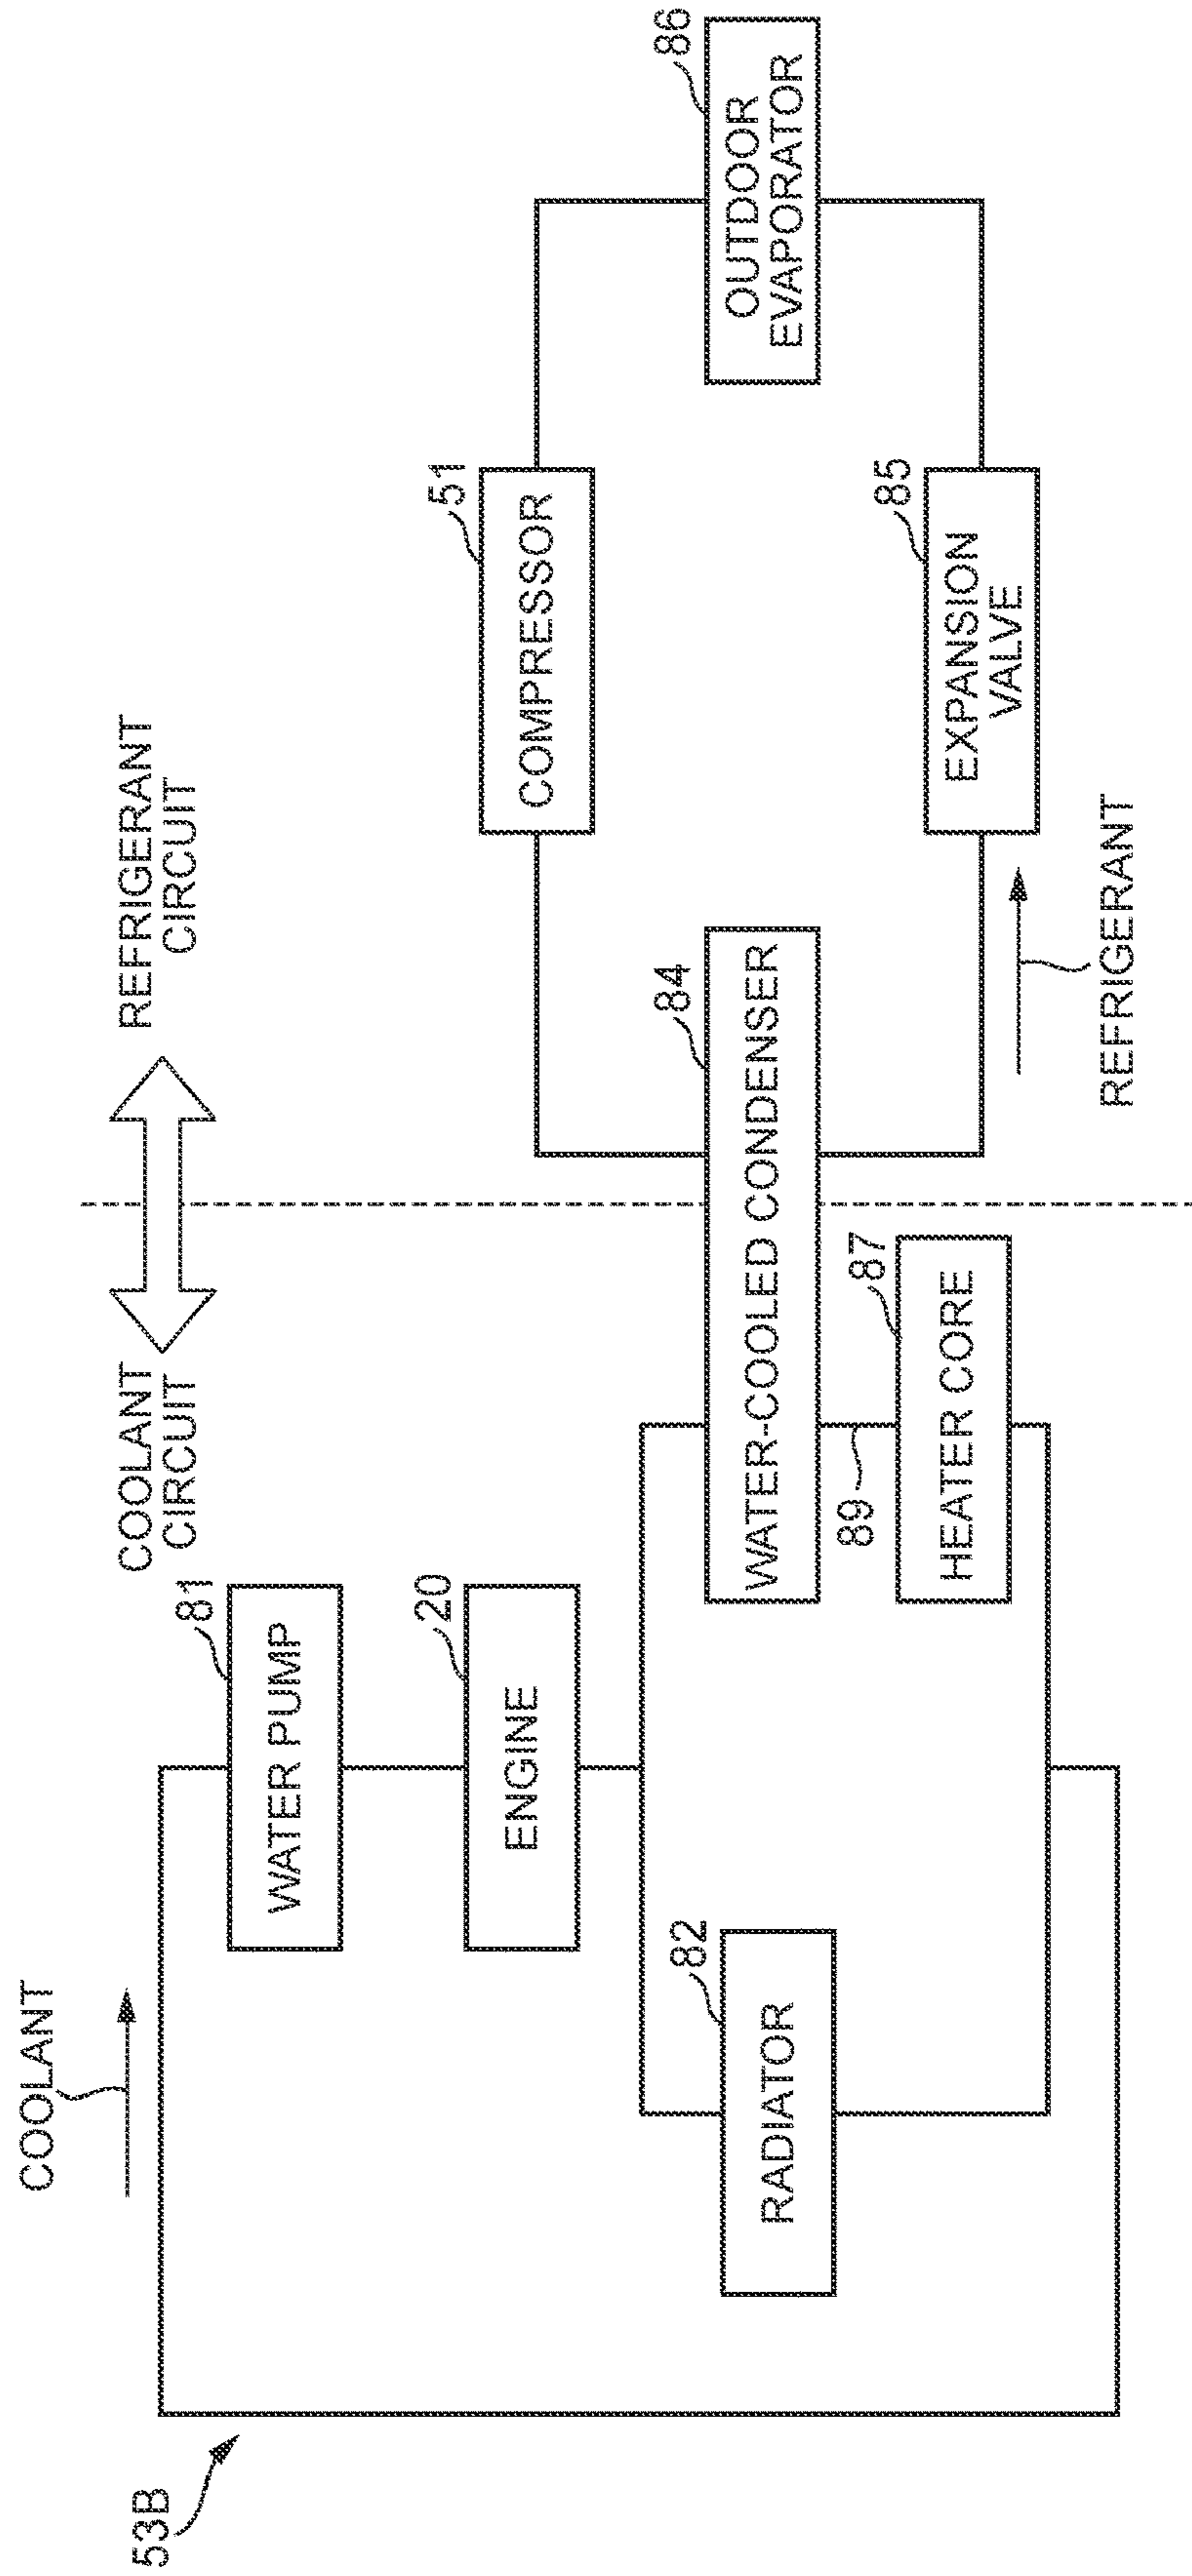 53B
COOLANT
COOLANT
CIRCUIT
REFRIGERANT
CIRCUIT
81
WATER PUMP
20
ENGINE
51
COMPRESSOR
82
RADIATOR
84
WATER-COOLED CONDENSER
86
OUTDOOR
EVAPORATOR
89
87
HEATER CORE
85
EXPANSION
VALVE
REFRIGERANT